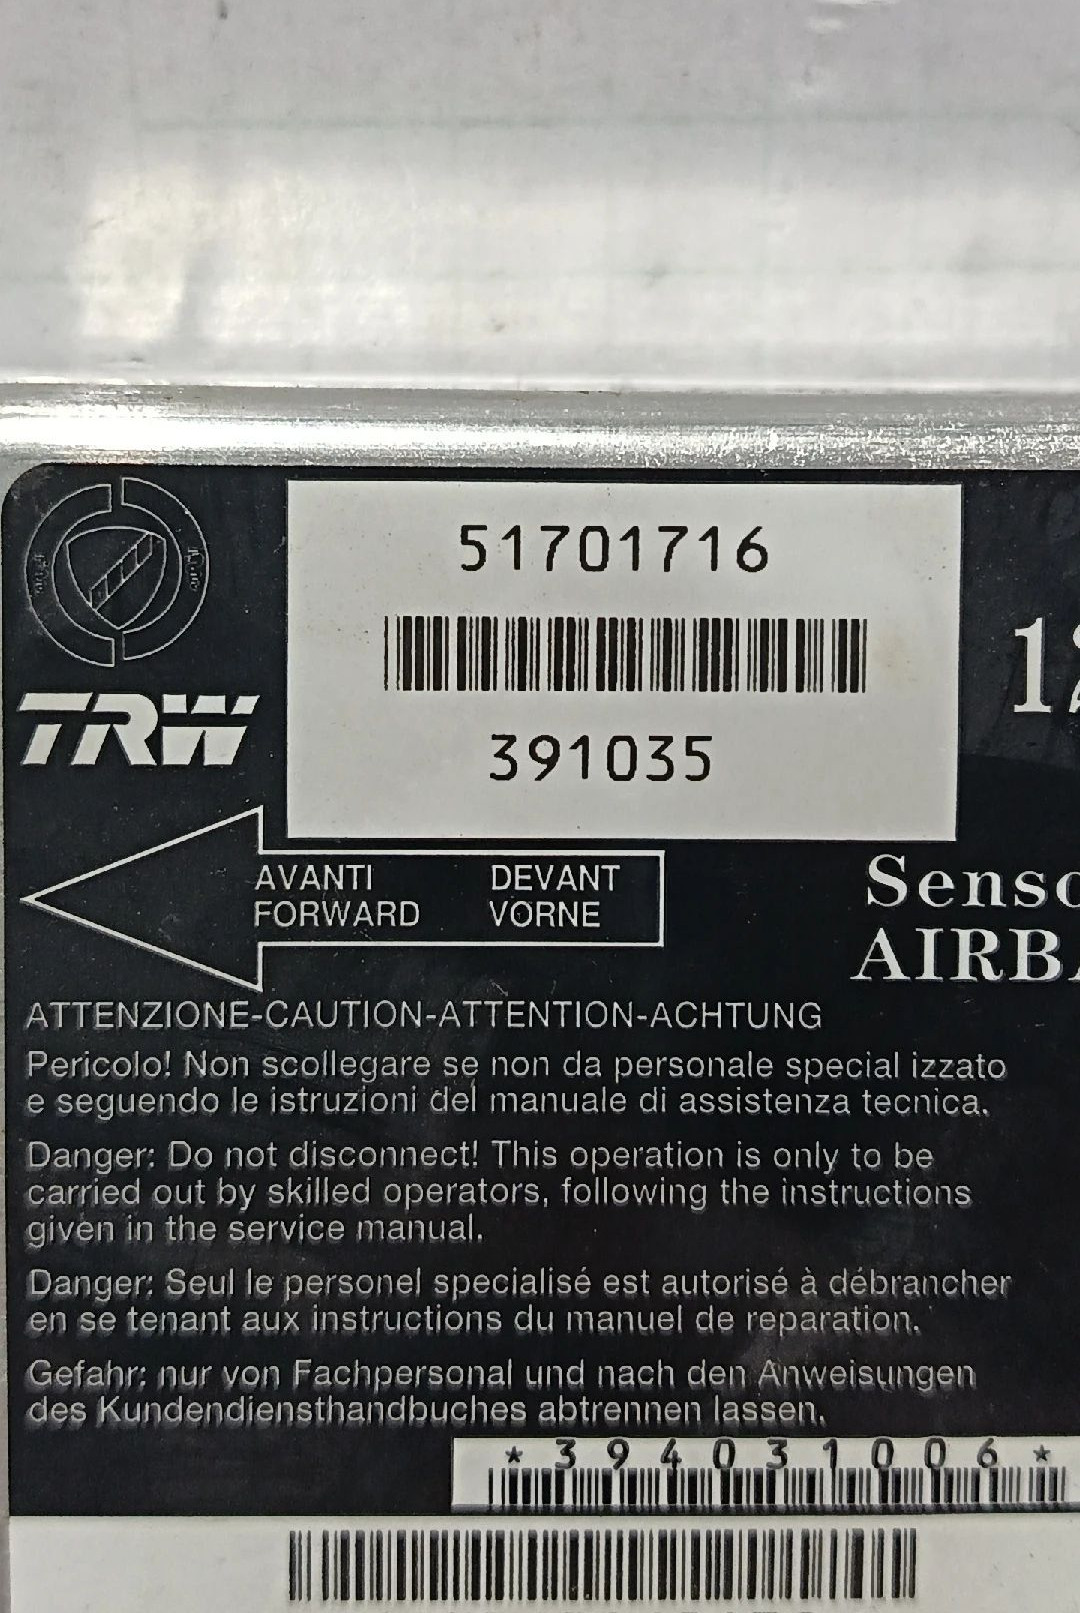 51701716
TRW
391035
AVANTI DEVANT
FORWARD VORNE
ATTENZIONE-CAUTION-ATTENTION-ACHTUNG
Pericolo! Non scollegare se non da personale special izzato
e seguendo le istruzioni del manuale di assistenza tecnica.
Danger: Do not disconnect! This operation is only to be
carried out by skilled operators, following the instructions
given in the service manual.
Danger: Seul le personel specialisé est autorisé à débrancher
en se tenant aux instructions du manuel de reparation.
Gefahr: nur von Fachpersonal und nach den Anweisungen
des Kundendiensthandbuches abtrennen lassen.
*394031006*